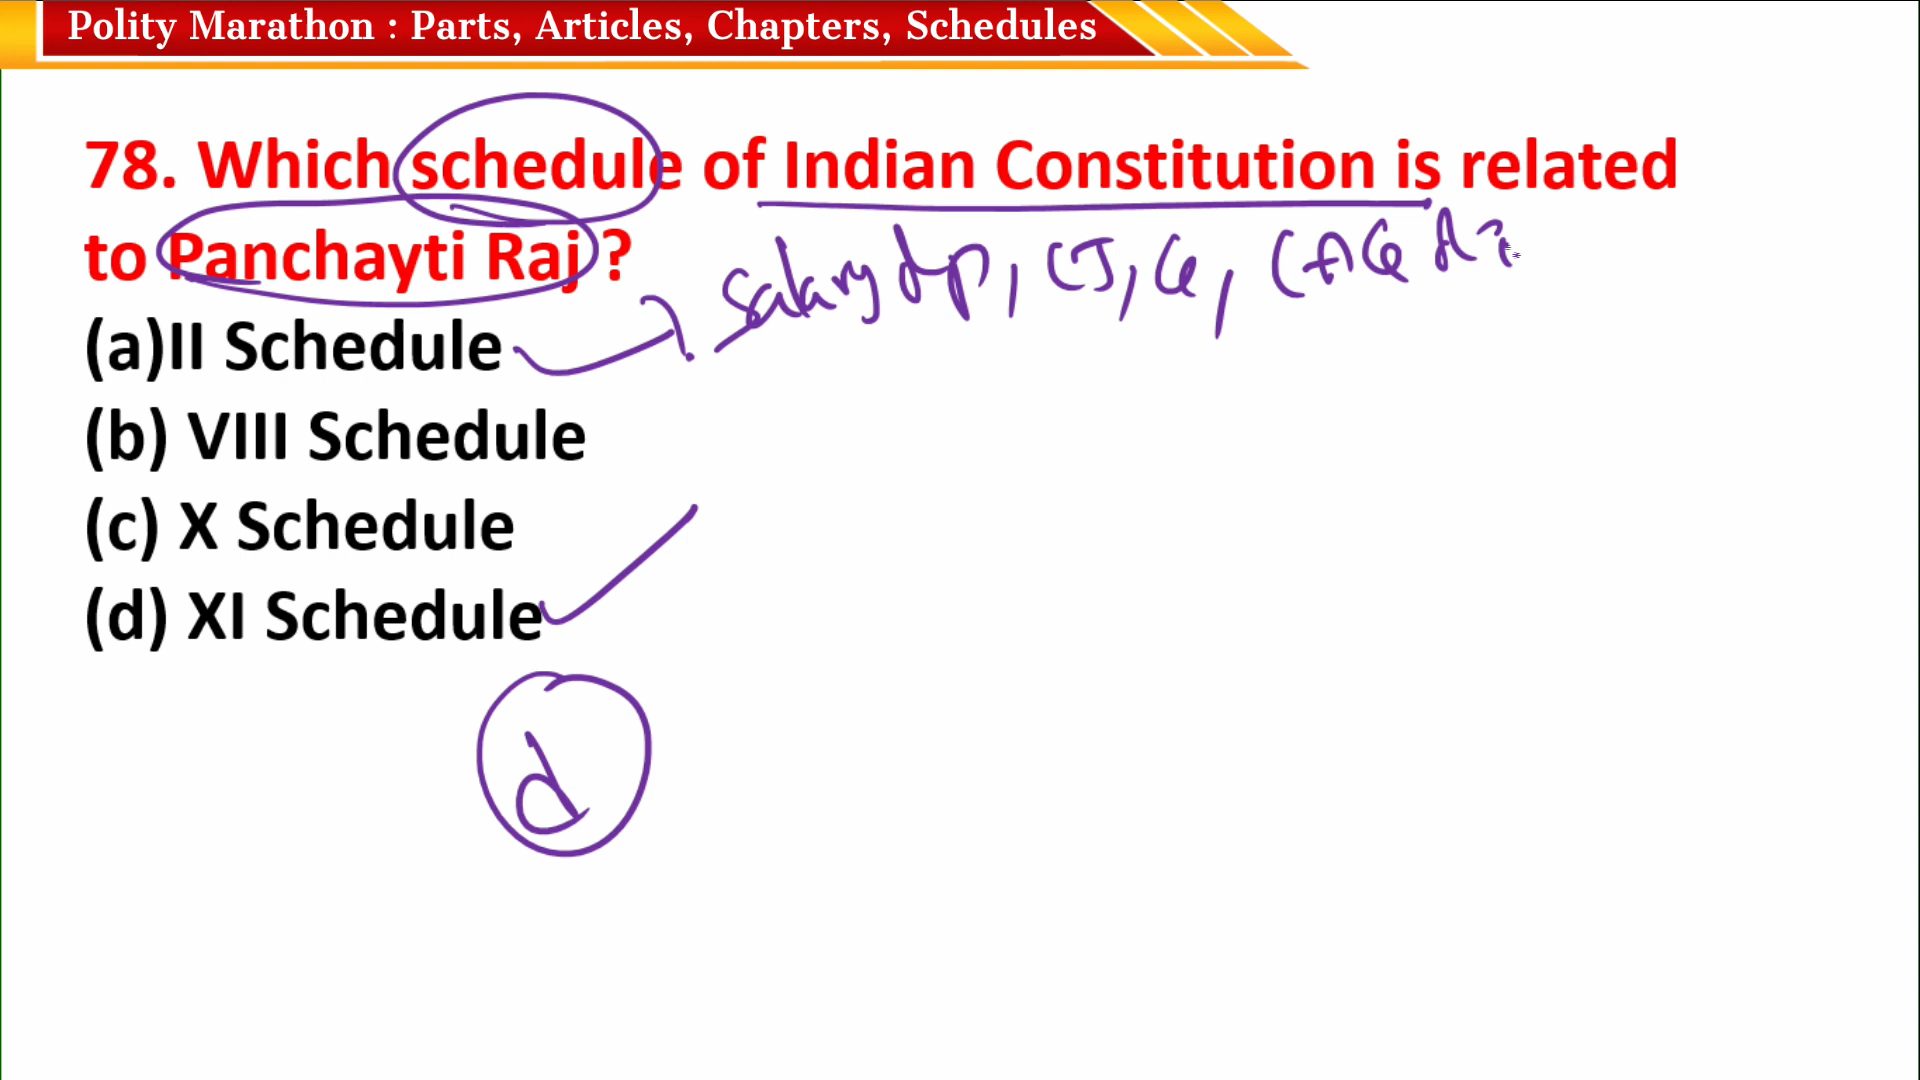 Polity Marathon : Parts, Articles, Chapters, Schedules
78. Which schedule of Indian Constitution is related
to Panchayti Raj ?
Salary of P, CJ, G, CAG
(a)II Schedule
(b) VIII Schedule
(c) X Schedule
(d) XI Schedule
d